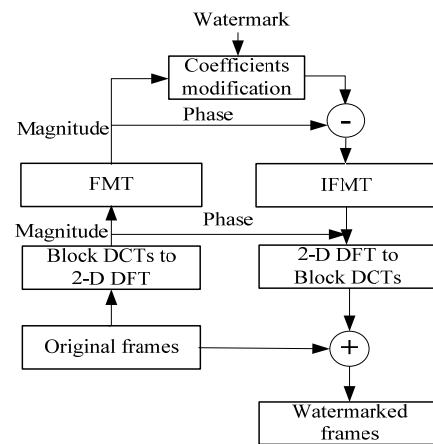 Watermark
Coefficients
modification
Magnitude
Phase
-
FMT
IFMT
Magnitude
Phase
Block DCTs to
2-D DFT
2-D DFT to
Block DCTs
Original frames
+
Watermarked
frames